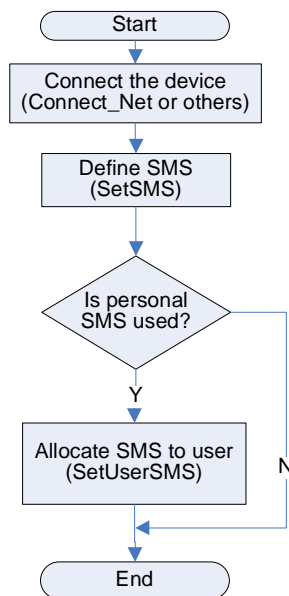 Start
Connect the device
(Connect_Net or others)
Define SMS
(SetSMS)
Is personal
SMS used?
Y
Allocate SMS to user
(SetUserSMS)
N
End